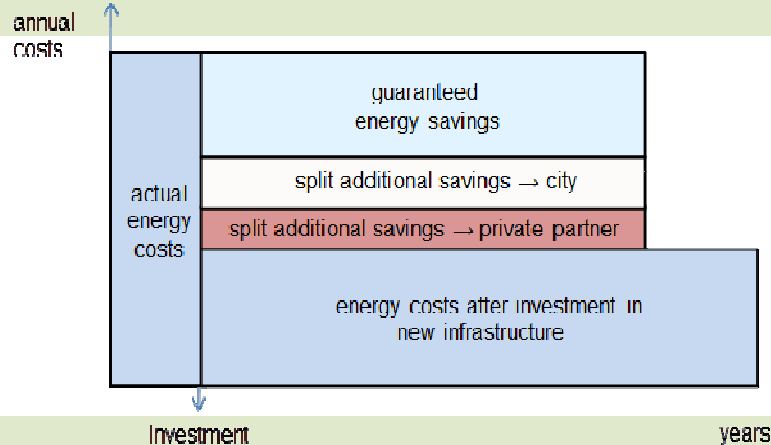 annual
costs
guaranteed
energy savings
split additional savings → city
actual
energy
costs
split additional savings → private partner
energy costs after investment in
new infrastructure
Investment
years